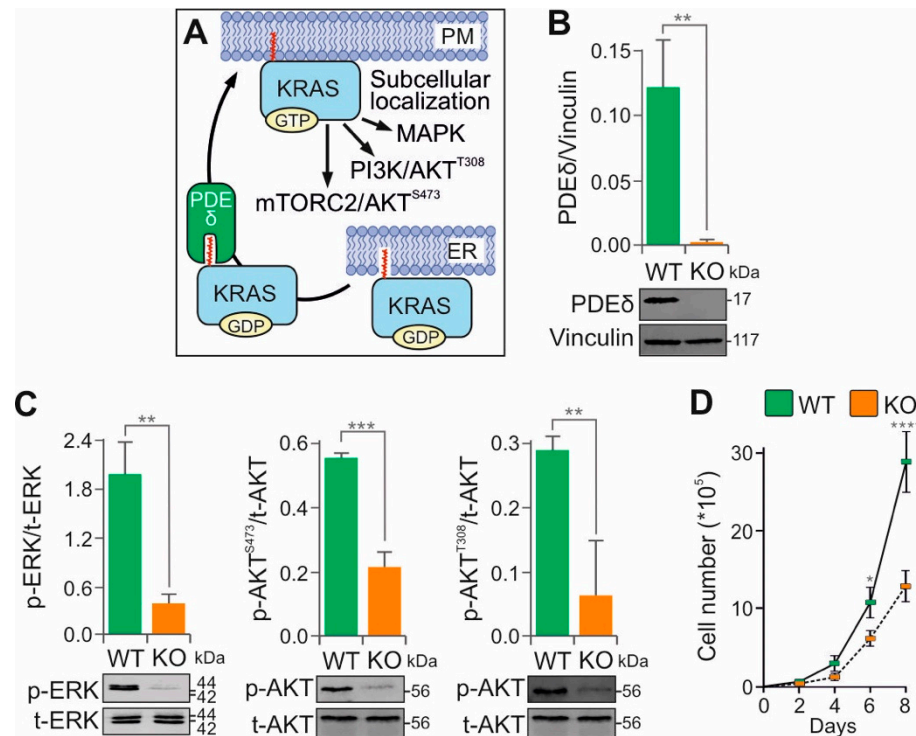 A
PM
KRAS
GTP
Subcellular
localization
MAPK
PI3K/AKT^T308
mTORC2/AKT^S473
PDE
δ
ER
KRAS
GDP
KRAS
GDP
B
**
PDEδ/Vinculin
0.15
0.10
0.05
0.00
WT KO kDa
PDEδ -17
Vinculin -117
C
**
p-ERK/t-ERK
2.4
1.8
1.2
0.6
0.0
WT KO kDa
p-ERK 44
42
t-ERK 44
42
***
p-AKT^S473/t-AKT
0.6
0.4
0.2
0.0
WT KO kDa
p-AKT -56
t-AKT -56
**
p-AKT^T308/t-AKT
0.3
0.2
0.1
0.0
WT KO kDa
p-AKT -56
t-AKT -56
D
WT KO
****
*
Cell number (*10^5)
30
20
10
0
0 2 4 6 8
Days